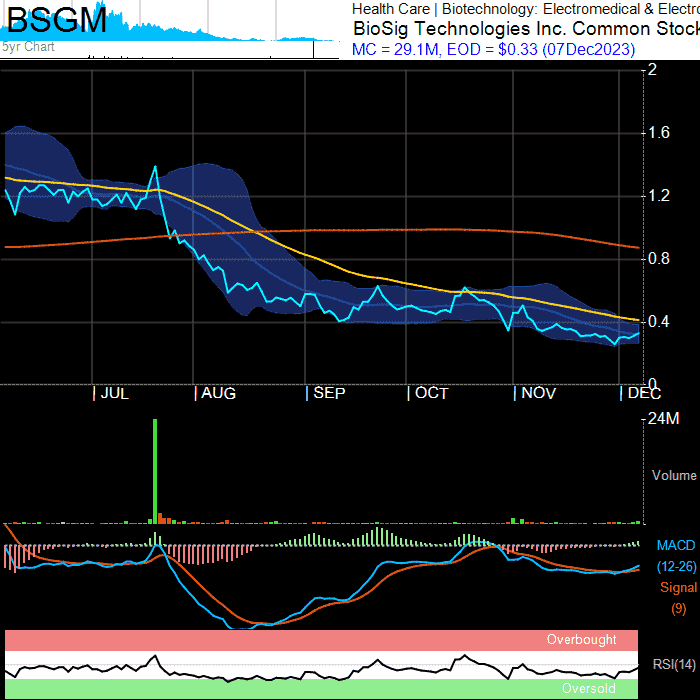 BSGM
5yr Chart
Health Care | Biotechnology: Electromedical & Electro
BioSig Technologies Inc. Common Stock
MC = 29.1M, EOD = $0.33 (07Dec2023)
2
1.6
1.2
0.8
0.4
0
| JUL | AUG | SEP | OCT | NOV | DEC
24M
Volume
MACD
(12-26)
Signal
(9)
Overbought
RSI(14)
Oversold